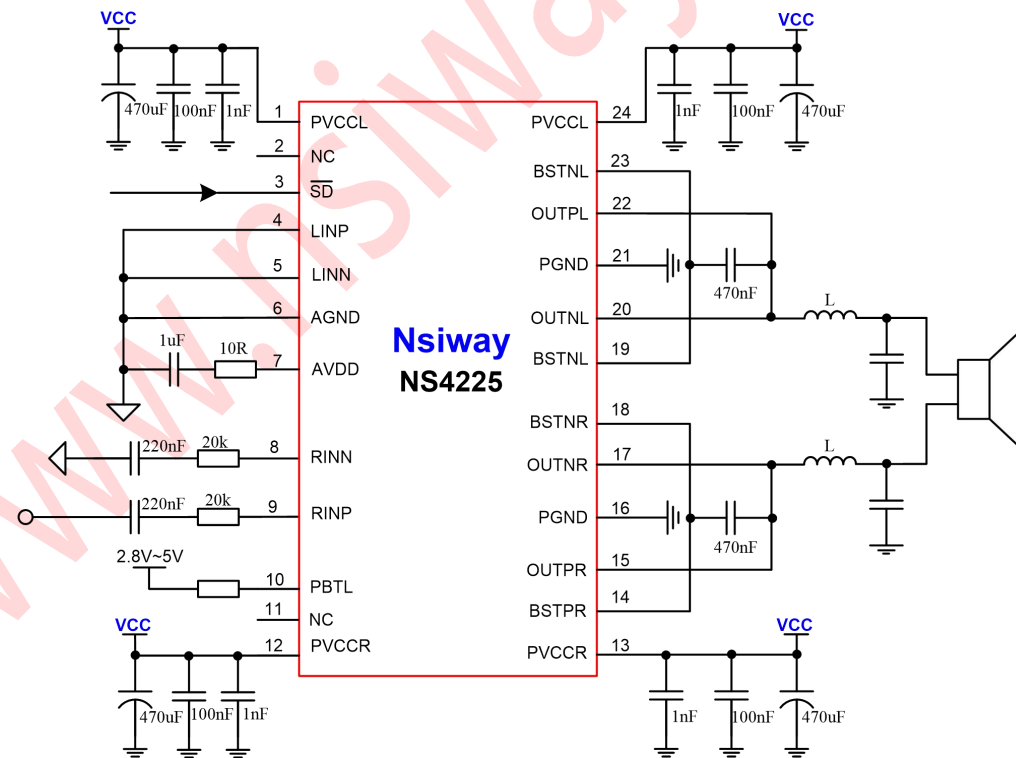 VCC
470uF 100nF 1nF
VCC
1nF 100nF 470uF
www.nsiway
Nsiway
NS4225
1 PVCCL
2 NC
3 SD
4 LINP
5 LINN
6 AGND
1uF 10R 7 AVDD
220nF 20k 8 RINN
220nF 20k 9 RINP
2.8V~5V
10 PBTL
11 NC
12 PVCCR
VCC
470uF 100nF 1nF
PVCCL 24
BSTNL 23
OUTPL 22
PGND 21
470nF
OUTNL 20
L
BSTNL 19
BSTNR 18
OUTNR 17
L
PGND 16
470nF
OUTPR 15
BSTPR 14
PVCCR 13
VCC
1nF 100nF 470uF